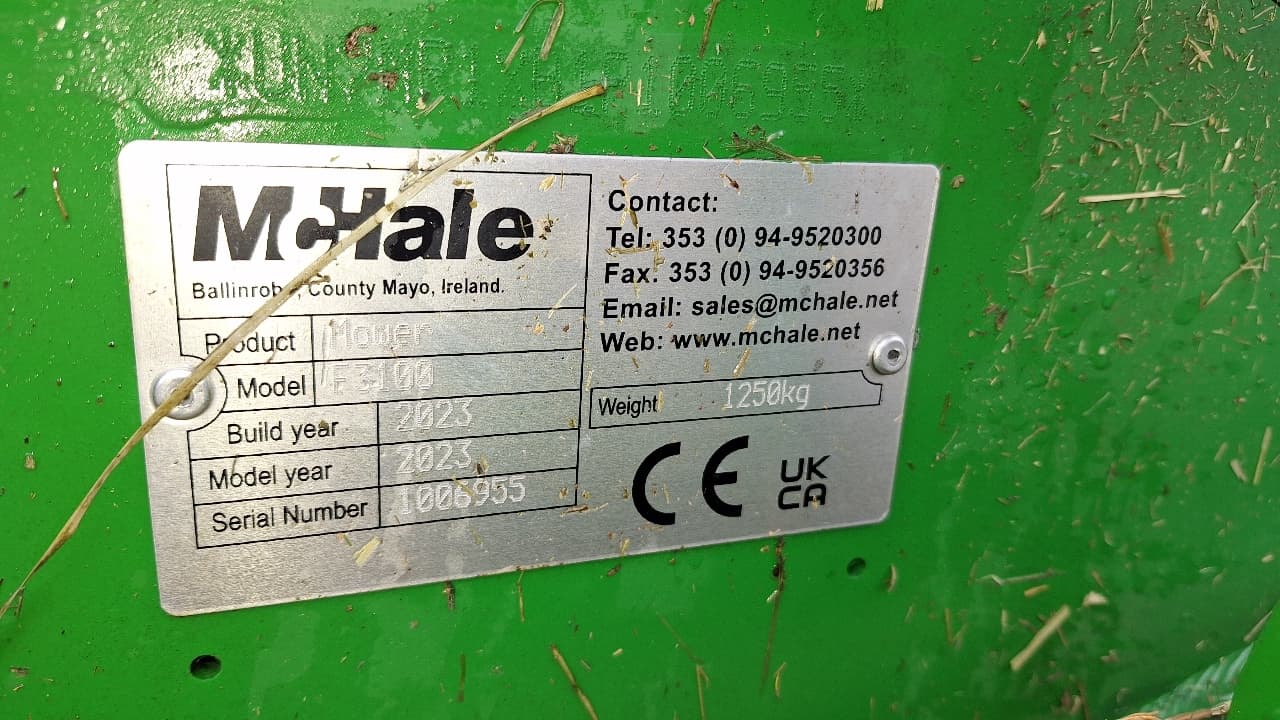 McHale
Ballinrobe, County Mayo, Ireland.
Product Mower
Model F3100
Build year 2023
Model year 2023
Serial Number 1006955
Contact:
Tel: 353 (0) 94-9520300
Fax: 353 (0) 94-9520356
Email: sales@mchale.net
Web: www.mchale.net
Weight 1250kg
CE UK
CA